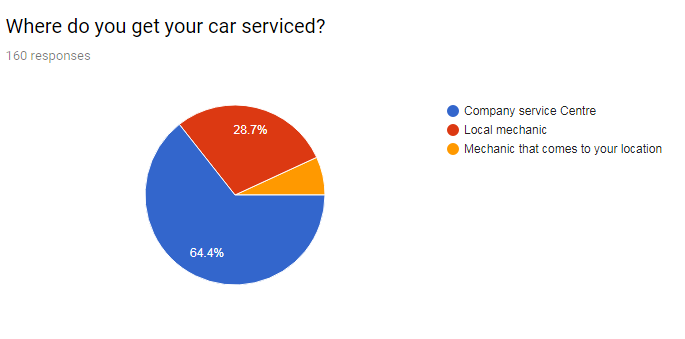 Where do you get your car serviced?
160 responses
28.7%
64.4%
Company service Centre
Local mechanic
Mechanic that comes to your location